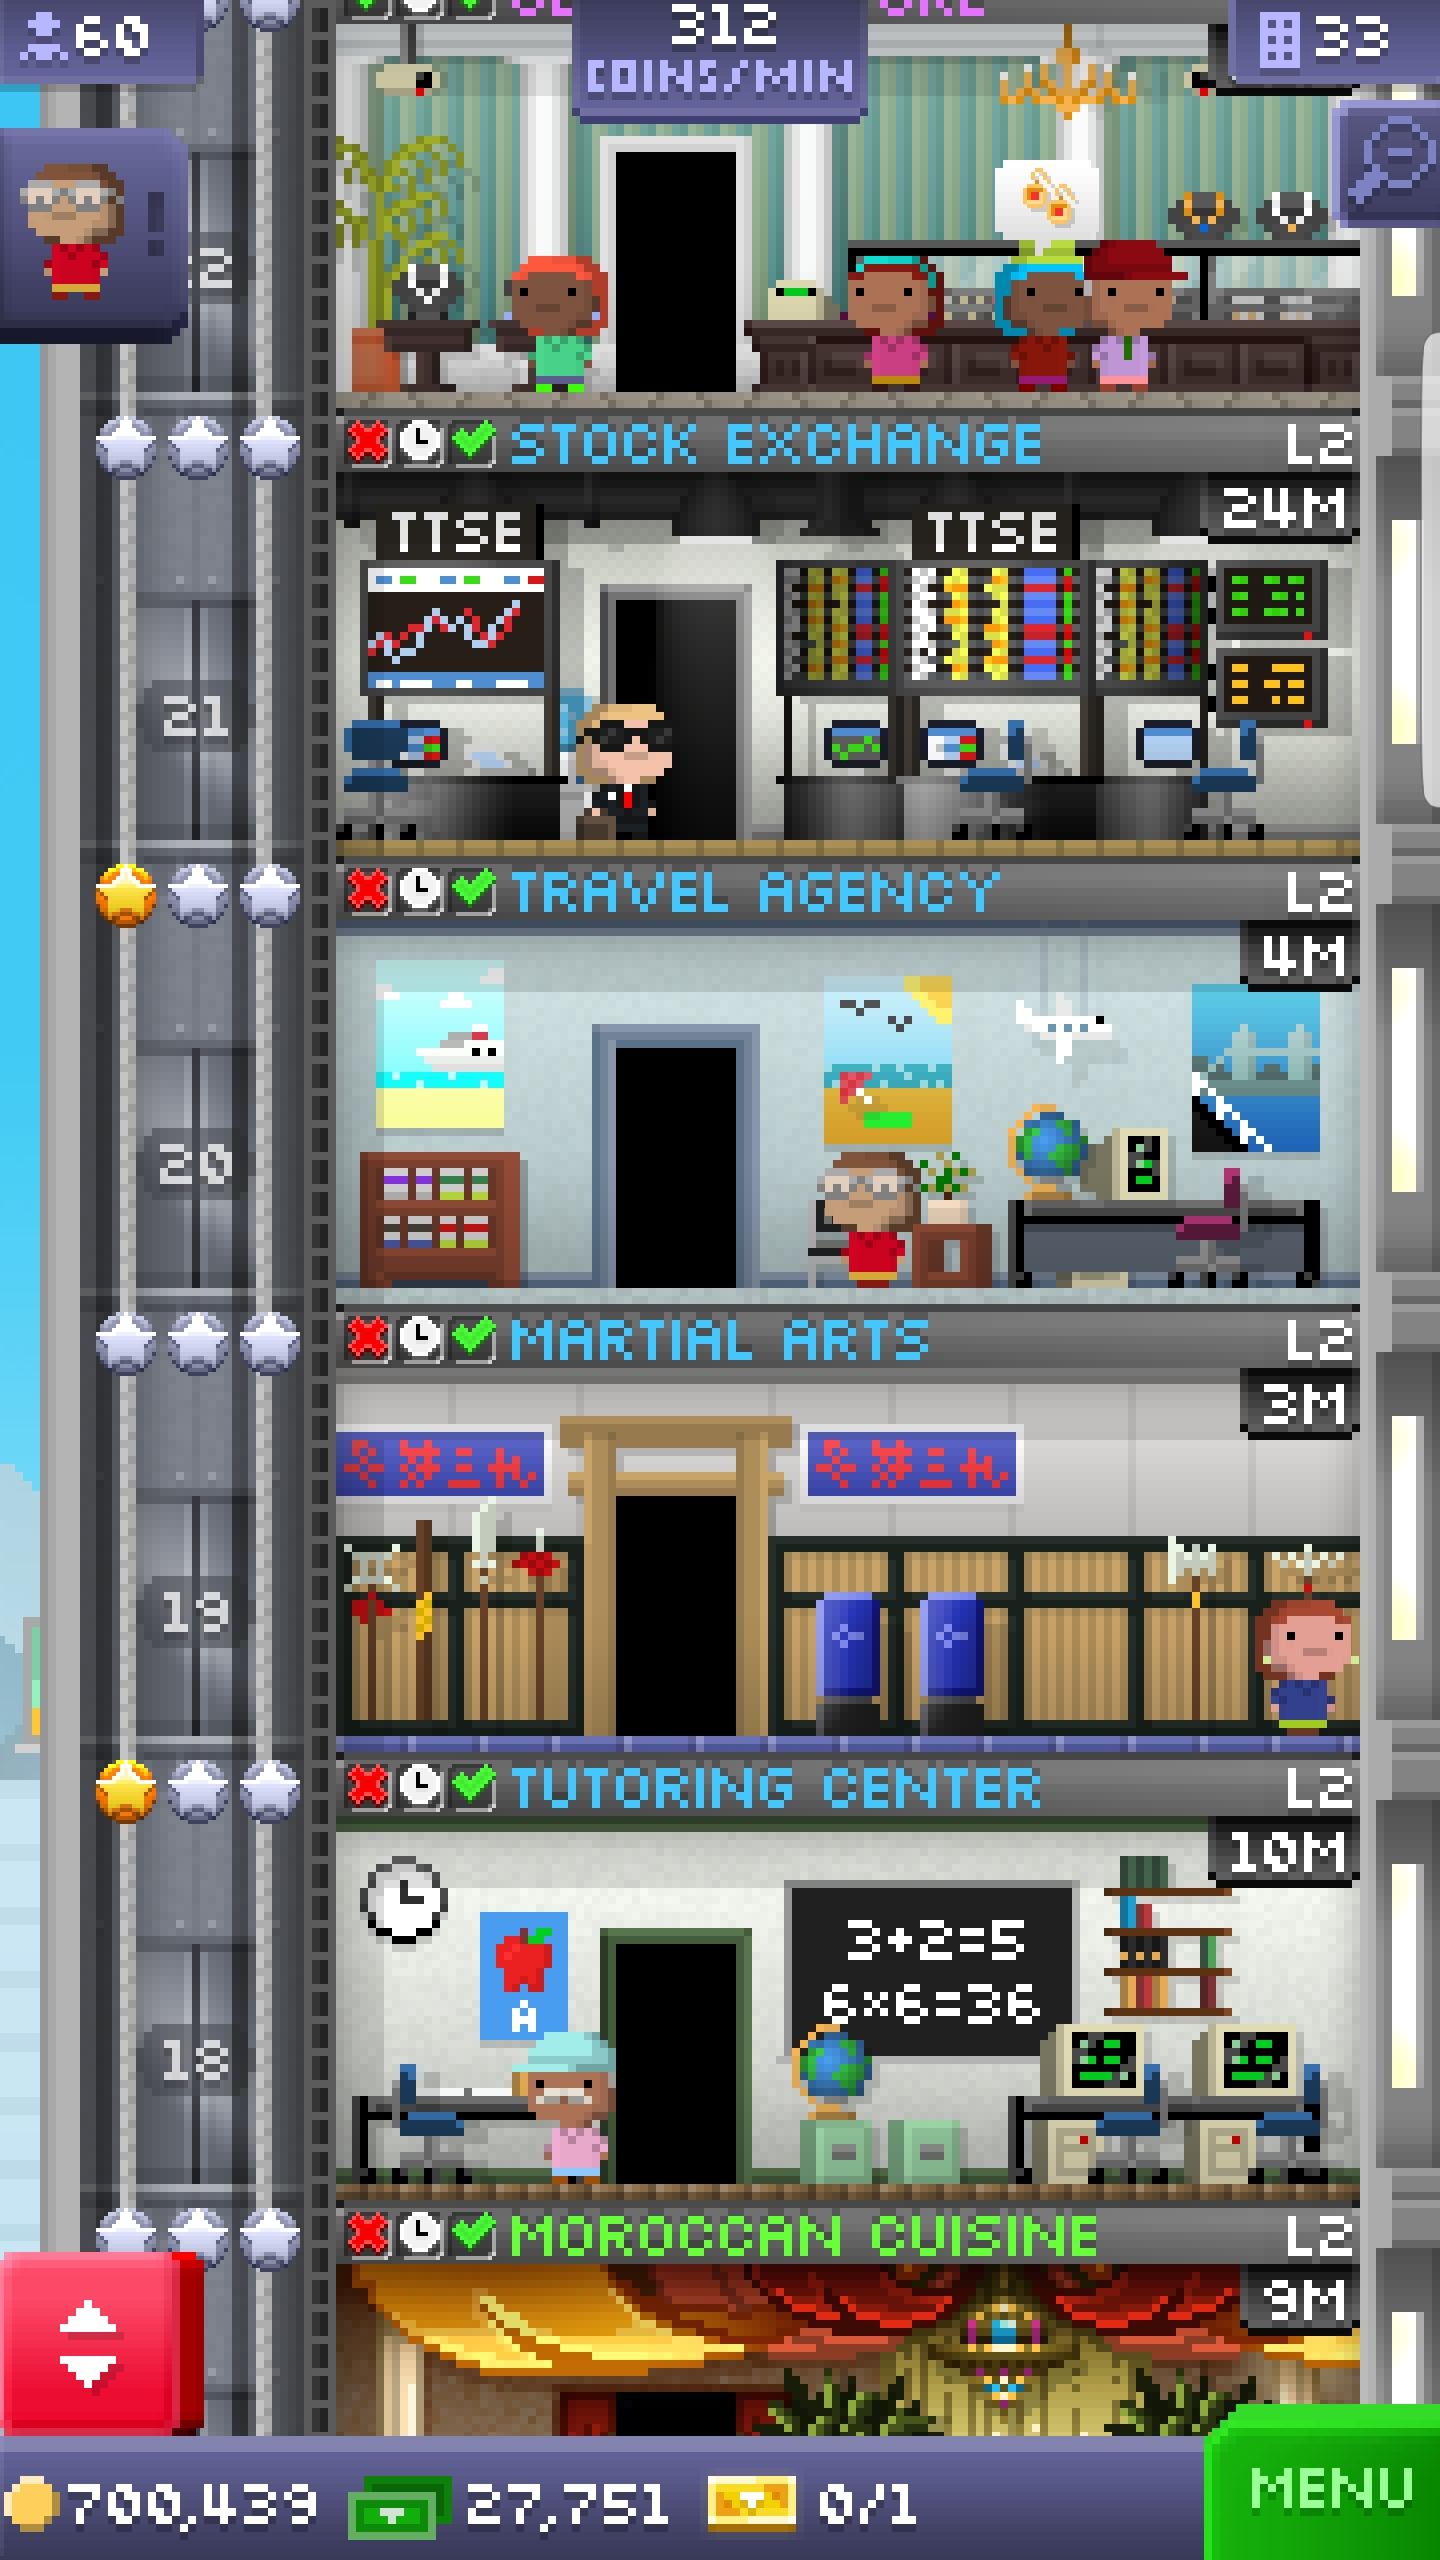 60
312
COINS/MIN
33
!
STOCK EXCHANGE L2
24M
TTSE
TTSE
21
TRAVEL AGENCY L2
4M
20
MARTIAL ARTS L2
3M
19
TUTORING CENTER L2
10M
3+2=5
6×6=36
A
18
MOROCCAN CUISINE L2
9M
700,439
27,751
0/1
MENU